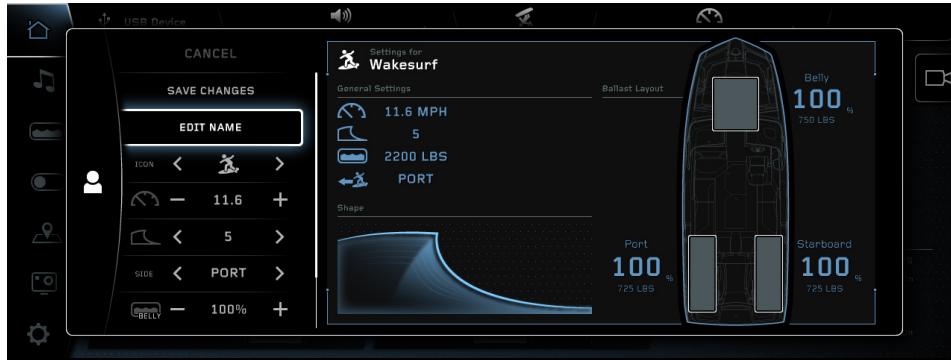 USB Device
CANCEL
SAVE CHANGES
EDIT NAME
ICON
11.6
5
SIDE PORT
BELLY 100%
Settings for
Wakesurf
General Settings
11.6 MPH
5
2200 LBS
PORT
Shape
Ballast Layout
Belly
100 %
750 LBS
Port
100 %
725 LBS
Starboard
100 %
725 LBS